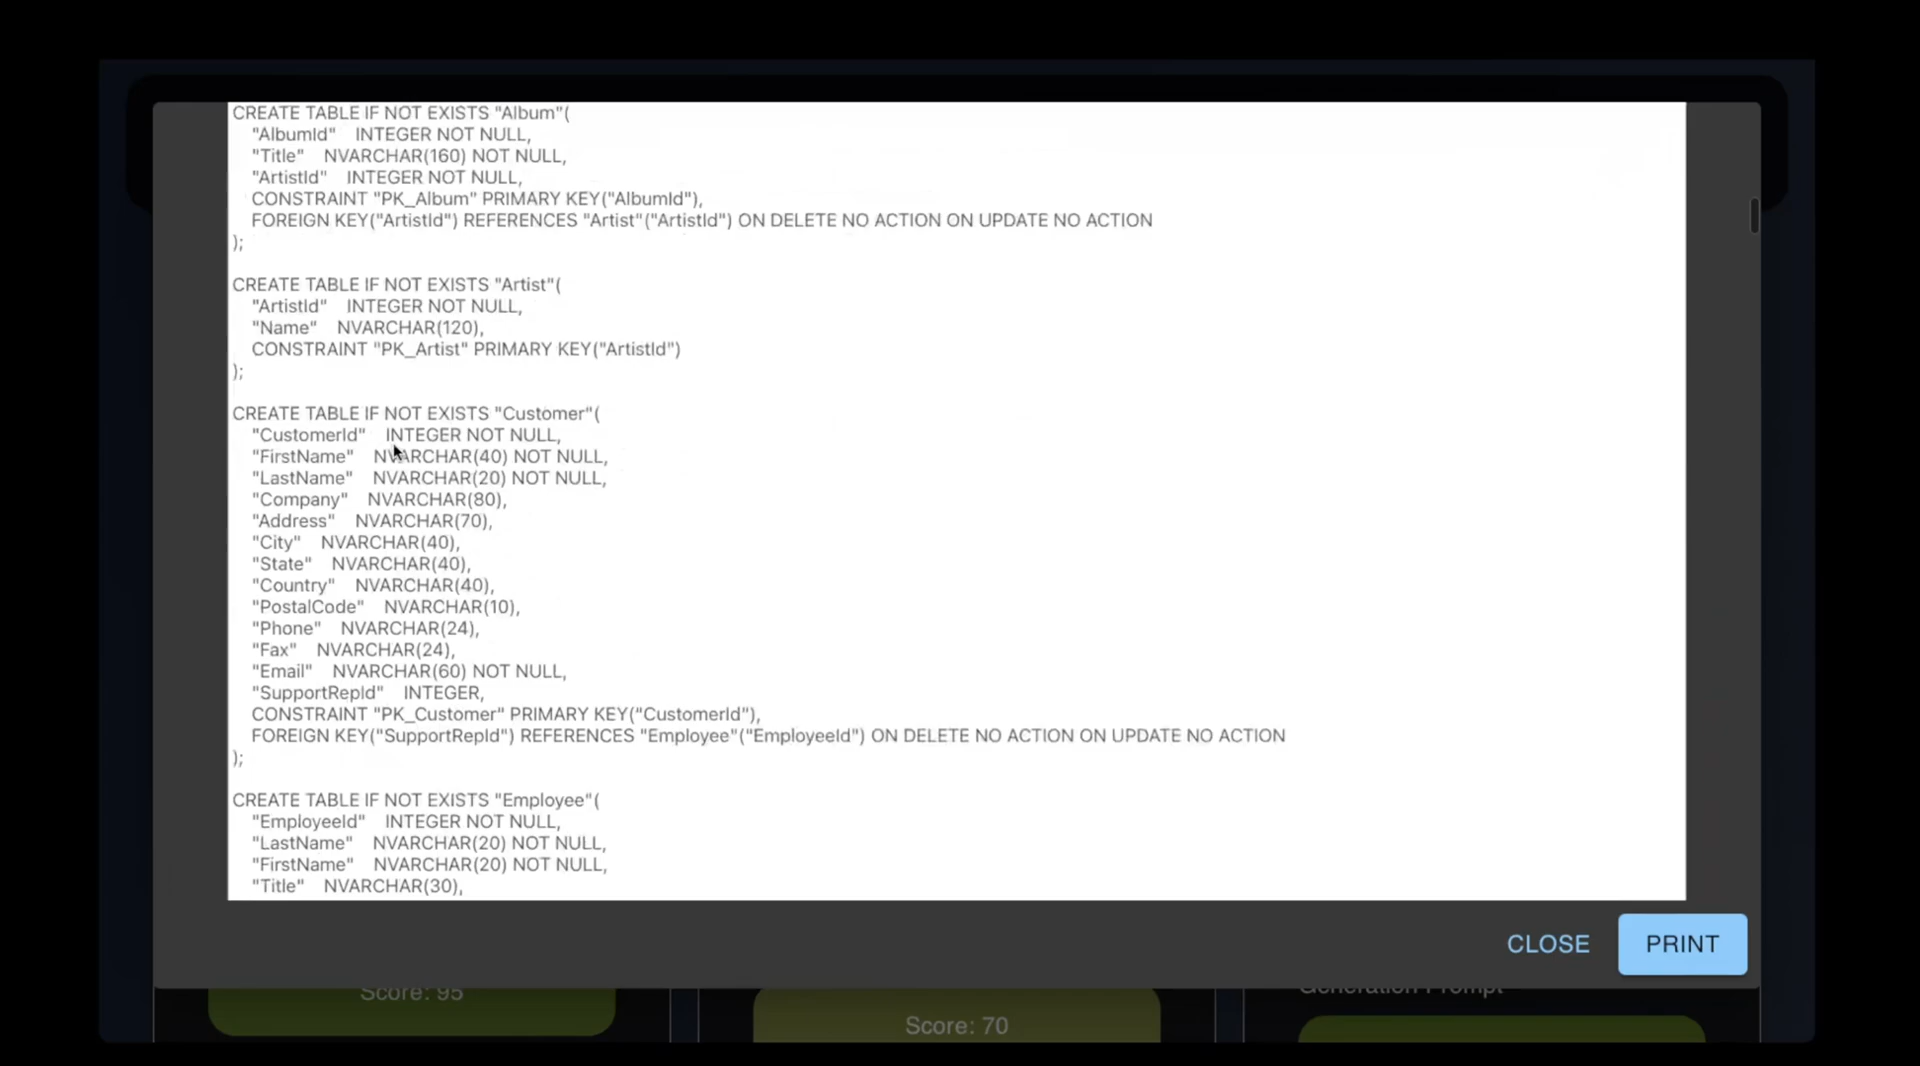 CREATE TABLE IF NOT EXISTS "Album"(
"AlbumId" INTEGER NOT NULL,
"Title" NVARCHAR(160) NOT NULL,
"ArtistId" INTEGER NOT NULL,
CONSTRAINT "PK_Album" PRIMARY KEY("AlbumId"),
FOREIGN KEY("ArtistId") REFERENCES "Artist"("ArtistId") ON DELETE NO ACTION ON UPDATE NO ACTION
);
CREATE TABLE IF NOT EXISTS "Artist"(
"ArtistId" INTEGER NOT NULL,
"Name" NVARCHAR(120),
CONSTRAINT "PK_Artist" PRIMARY KEY("ArtistId")
);
CREATE TABLE IF NOT EXISTS "Customer"(
"CustomerId" INTEGER NOT NULL,
"FirstName" NVARCHAR(40) NOT NULL,
"LastName" NVARCHAR(20) NOT NULL,
"Company" NVARCHAR(80),
"Address" NVARCHAR(70),
"City" NVARCHAR(40),
"State" NVARCHAR(40),
"Country" NVARCHAR(40),
"PostalCode" NVARCHAR(10),
"Phone" NVARCHAR(24),
"Fax" NVARCHAR(24),
"Email" NVARCHAR(60) NOT NULL,
"SupportRepId" INTEGER,
CONSTRAINT "PK_Customer" PRIMARY KEY("CustomerId"),
FOREIGN KEY("SupportRepId") REFERENCES "Employee"("EmployeeId") ON DELETE NO ACTION ON UPDATE NO ACTION
);
CREATE TABLE IF NOT EXISTS "Employee"(
"EmployeeId" INTEGER NOT NULL,
"LastName" NVARCHAR(20) NOT NULL,
"FirstName" NVARCHAR(20) NOT NULL,
"Title" NVARCHAR(30),
CLOSE
PRINT
Score: 95
Score: 70
Generation Prompt